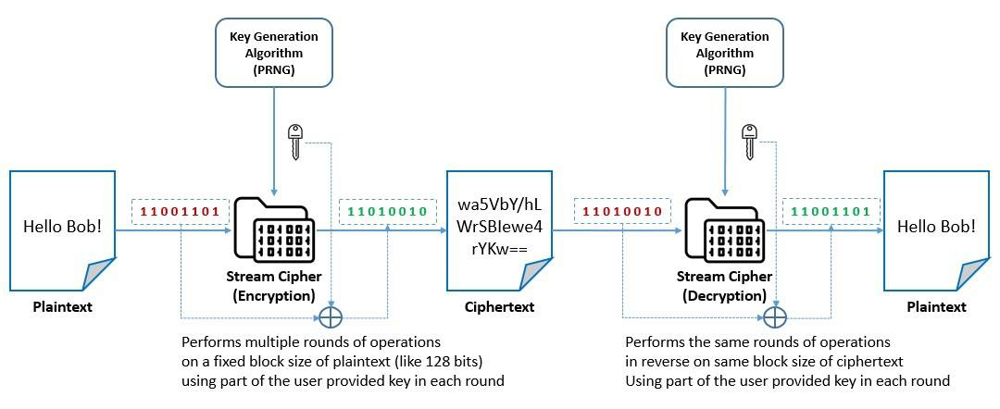 Key Generation
Algorithm
(PRNG)
Key Generation
Algorithm
(PRNG)
Hello Bob!
11001101
11010010
wa5VbY/hL
WrSBIewe4
rYKw==
11010010
11001101
Hello Bob!
Stream Cipher
(Encryption)
Stream Cipher
(Decryption)
Plaintext
Ciphertext
Plaintext
Performs multiple rounds of operations
on a fixed block size of plaintext (like 128 bits)
using part of the user provided key in each round
Performs the same rounds of operations
in reverse on same block size of ciphertext
Using part of the user provided key in each round